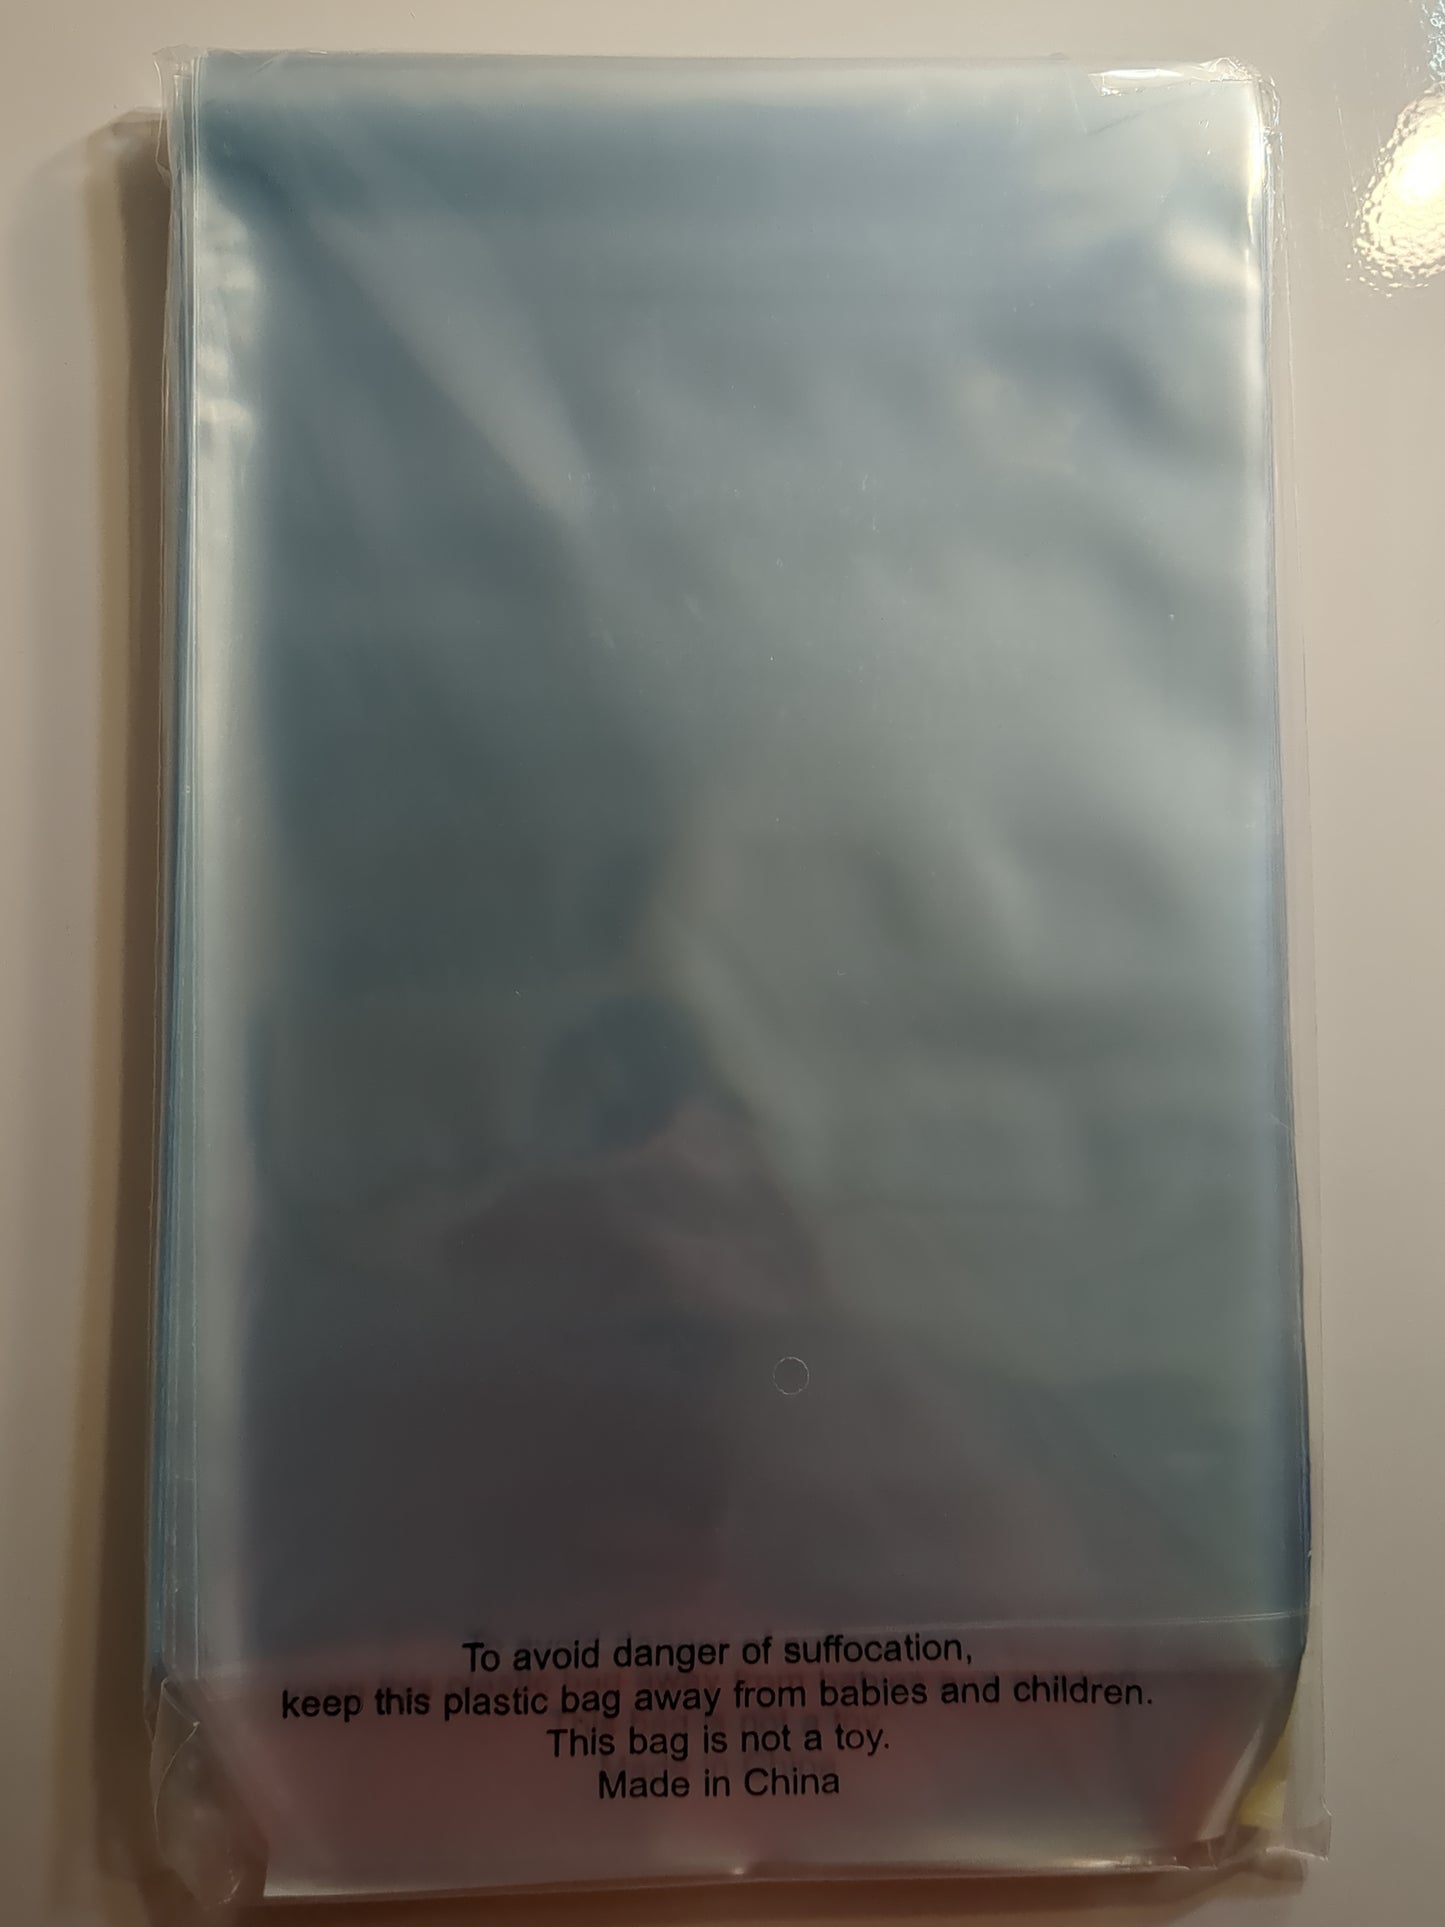 To avoid danger of suffocation,
keep this plastic bag away from babies and children.
This bag is not a toy.
Made in China